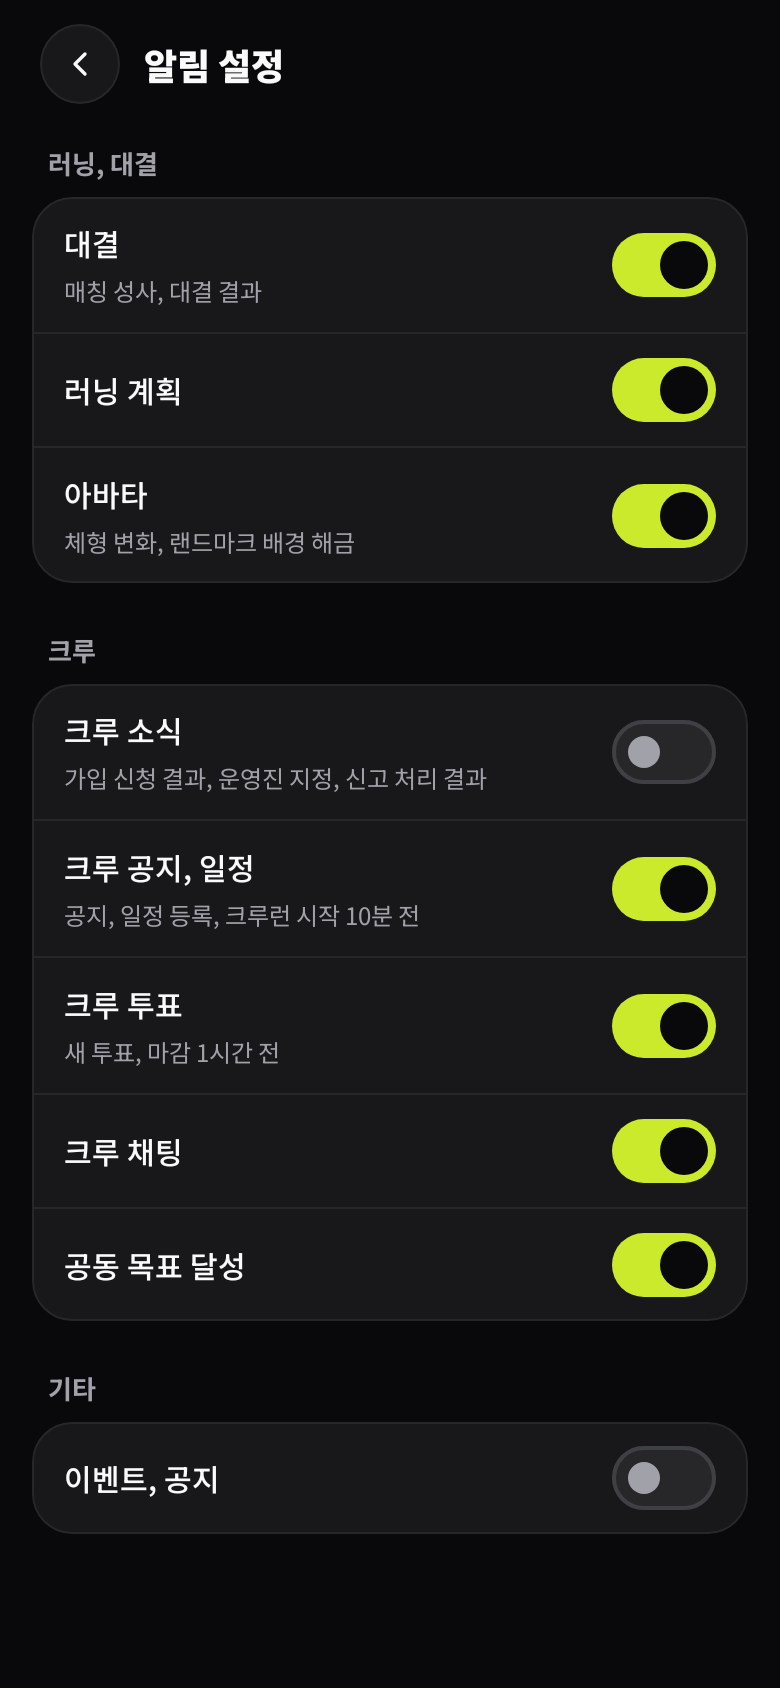 알림 설정
러닝, 대결
대결
매칭 성사, 대결 결과
러닝 계획
아바타
체형 변화, 랜드마크 배경 해금
크루
크루 소식
가입 신청 결과, 운영진 지정, 신고 처리 결과
크루 공지, 일정
공지, 일정 등록, 크루런 시작 10분 전
크루 투표
새 투표, 마감 1시간 전
크루 채팅
공동 목표 달성
기타
이벤트, 공지